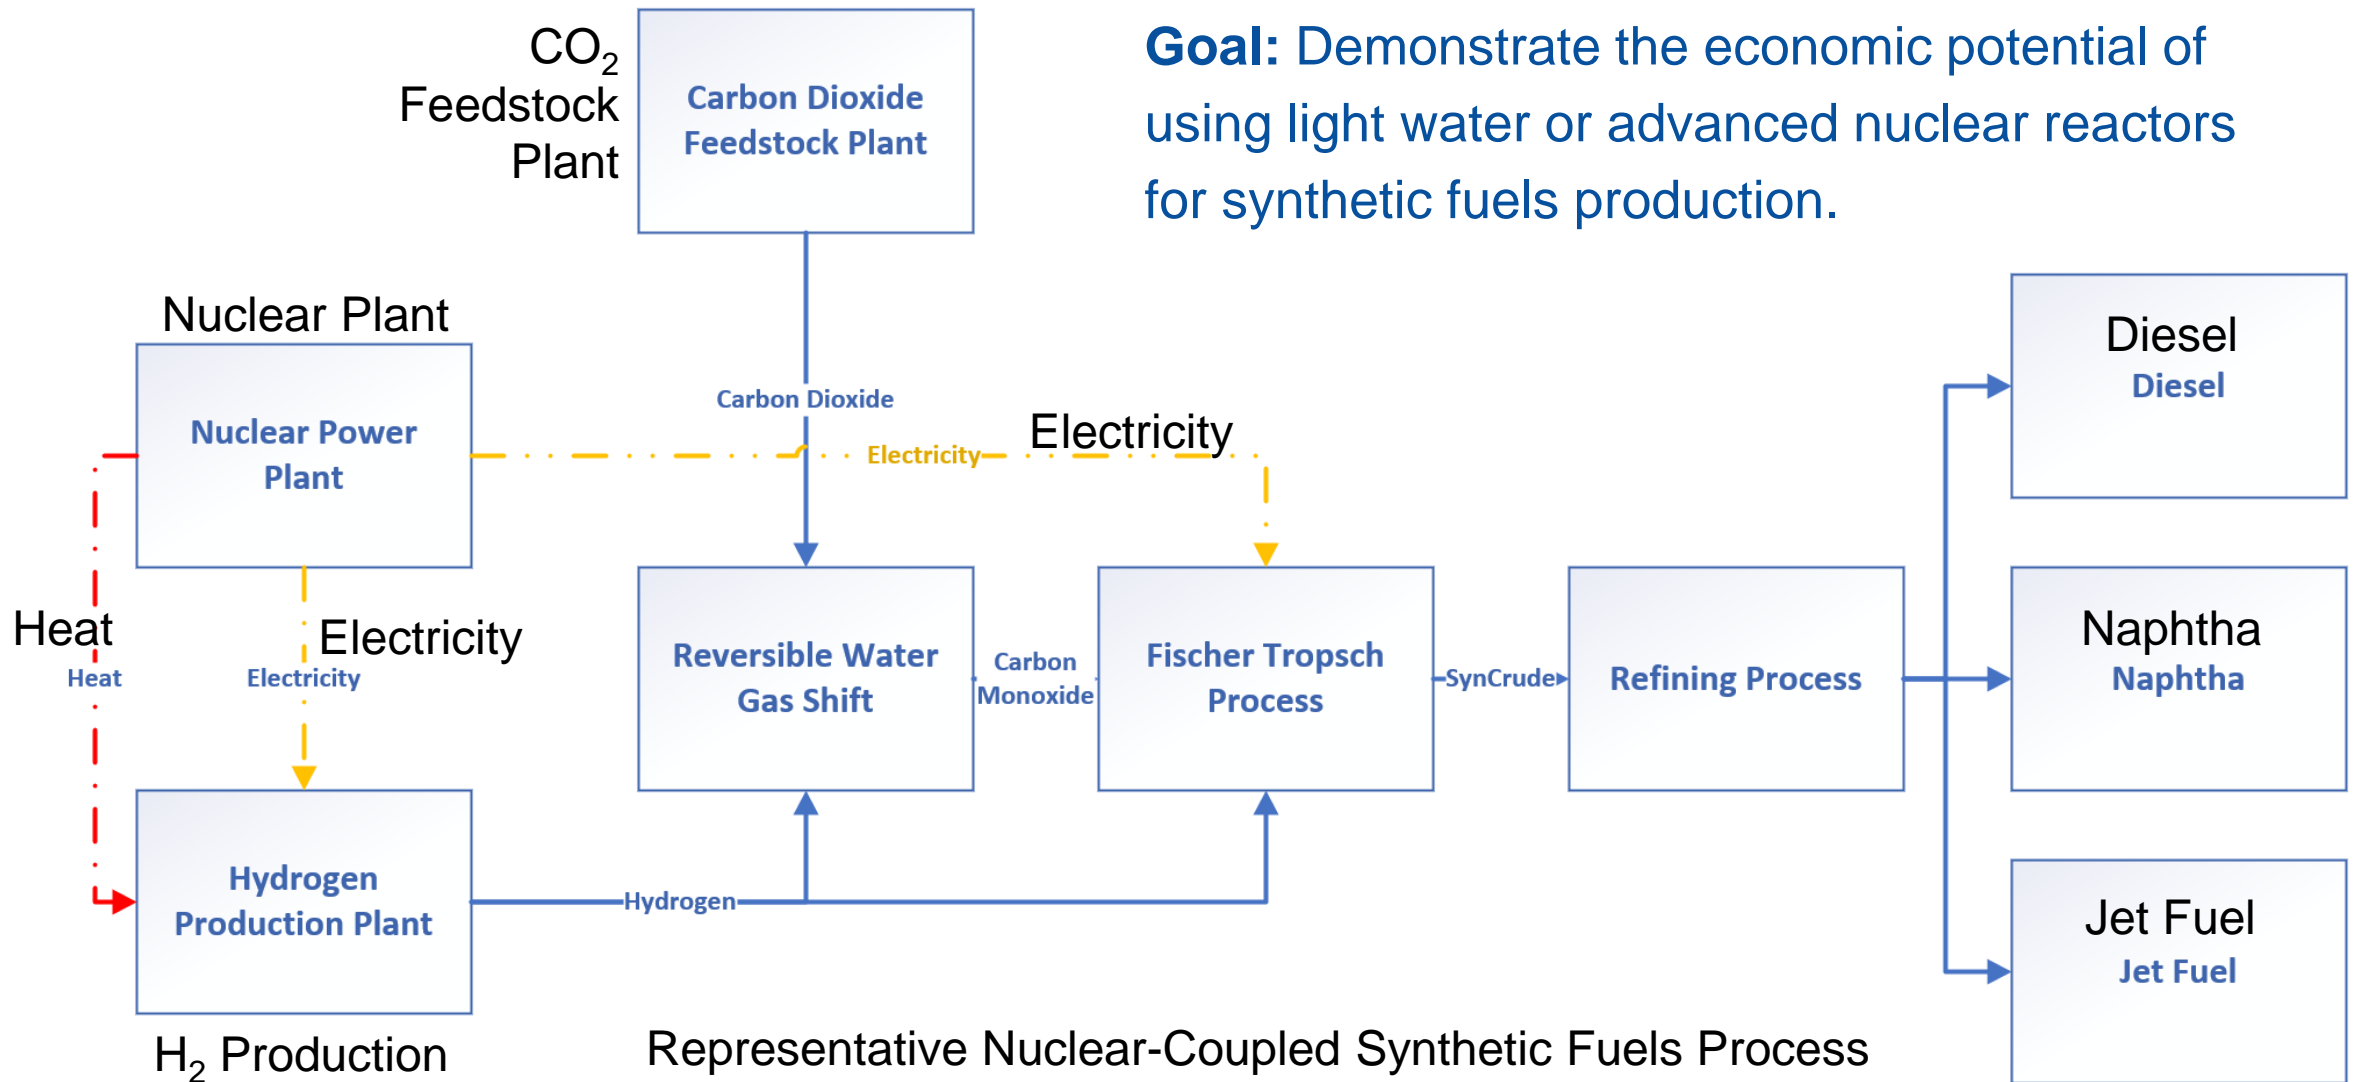 CO₂
Feedstock
Plant
Carbon Dioxide
Feedstock Plant
Goal: Demonstrate the economic potential of
using light water or advanced nuclear reactors
for synthetic fuels production.
Nuclear Plant
Nuclear Power
Plant
Carbon Dioxide
Electricity
Electricity
Diesel
Diesel
Heat
Heat
Electricity
Electricity
Reversible Water
Gas Shift
Carbon
Monoxide
Fischer Tropsch
Process
SynCrude
Refining Process
Naphtha
Naphtha
Hydrogen
Production Plant
Hydrogen
Jet Fuel
Jet Fuel
H₂ Production
Representative Nuclear-Coupled Synthetic Fuels Process